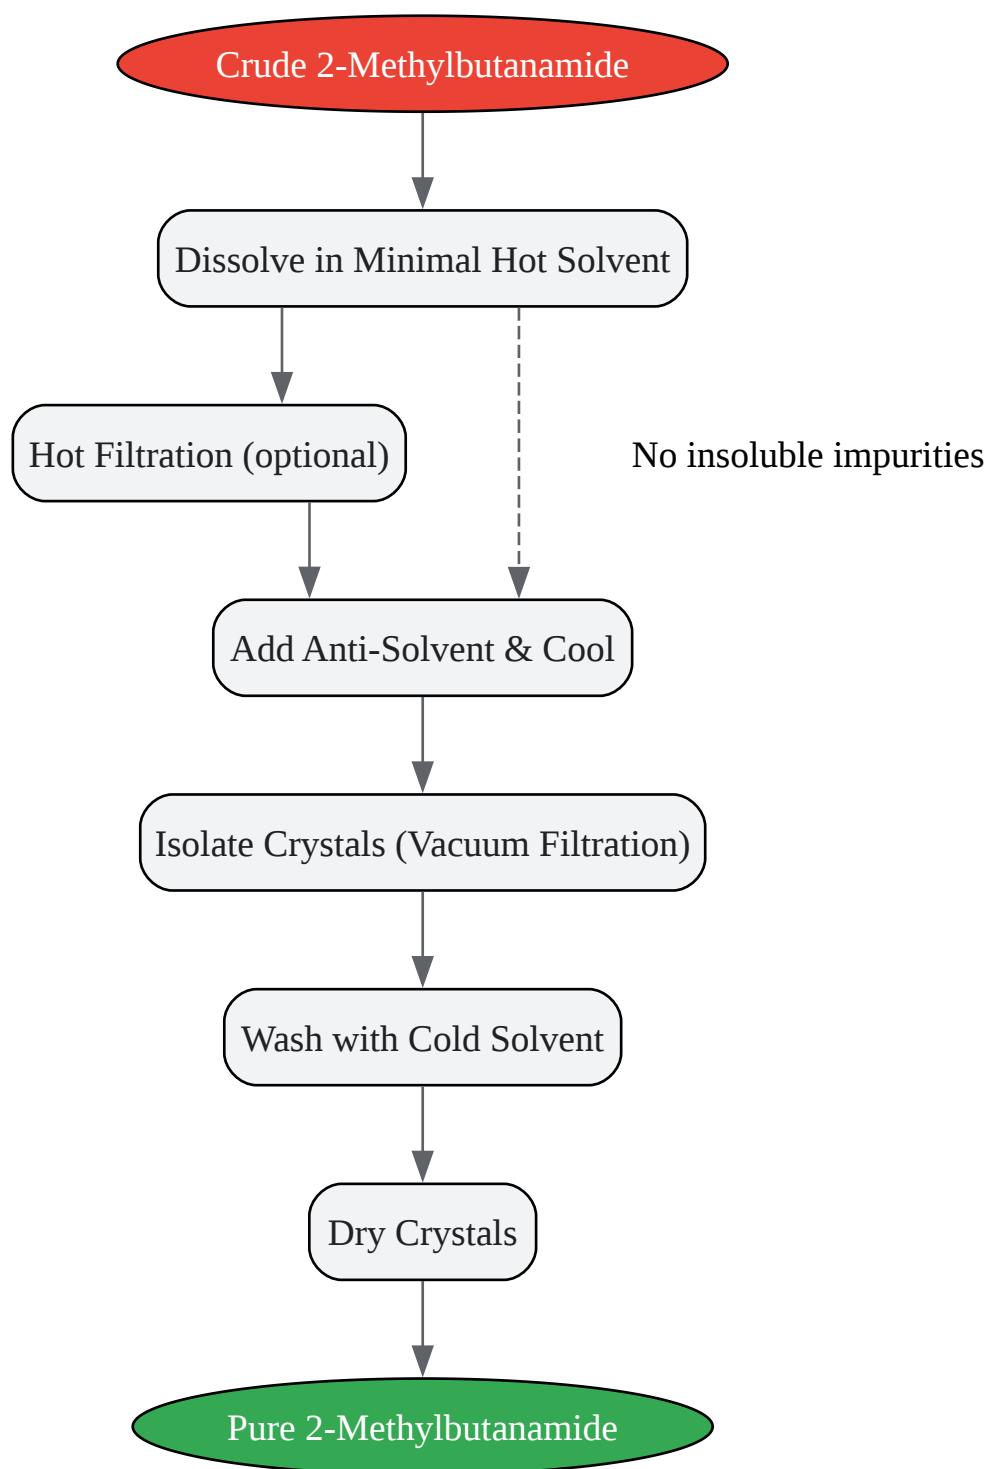 Crude 2-Methylbutanamide
Dissolve in Minimal Hot Solvent
Hot Filtration (optional)
No insoluble impurities
Add Anti-Solvent & Cool
Isolate Crystals (Vacuum Filtration)
Wash with Cold Solvent
Dry Crystals
Pure 2-Methylbutanamide